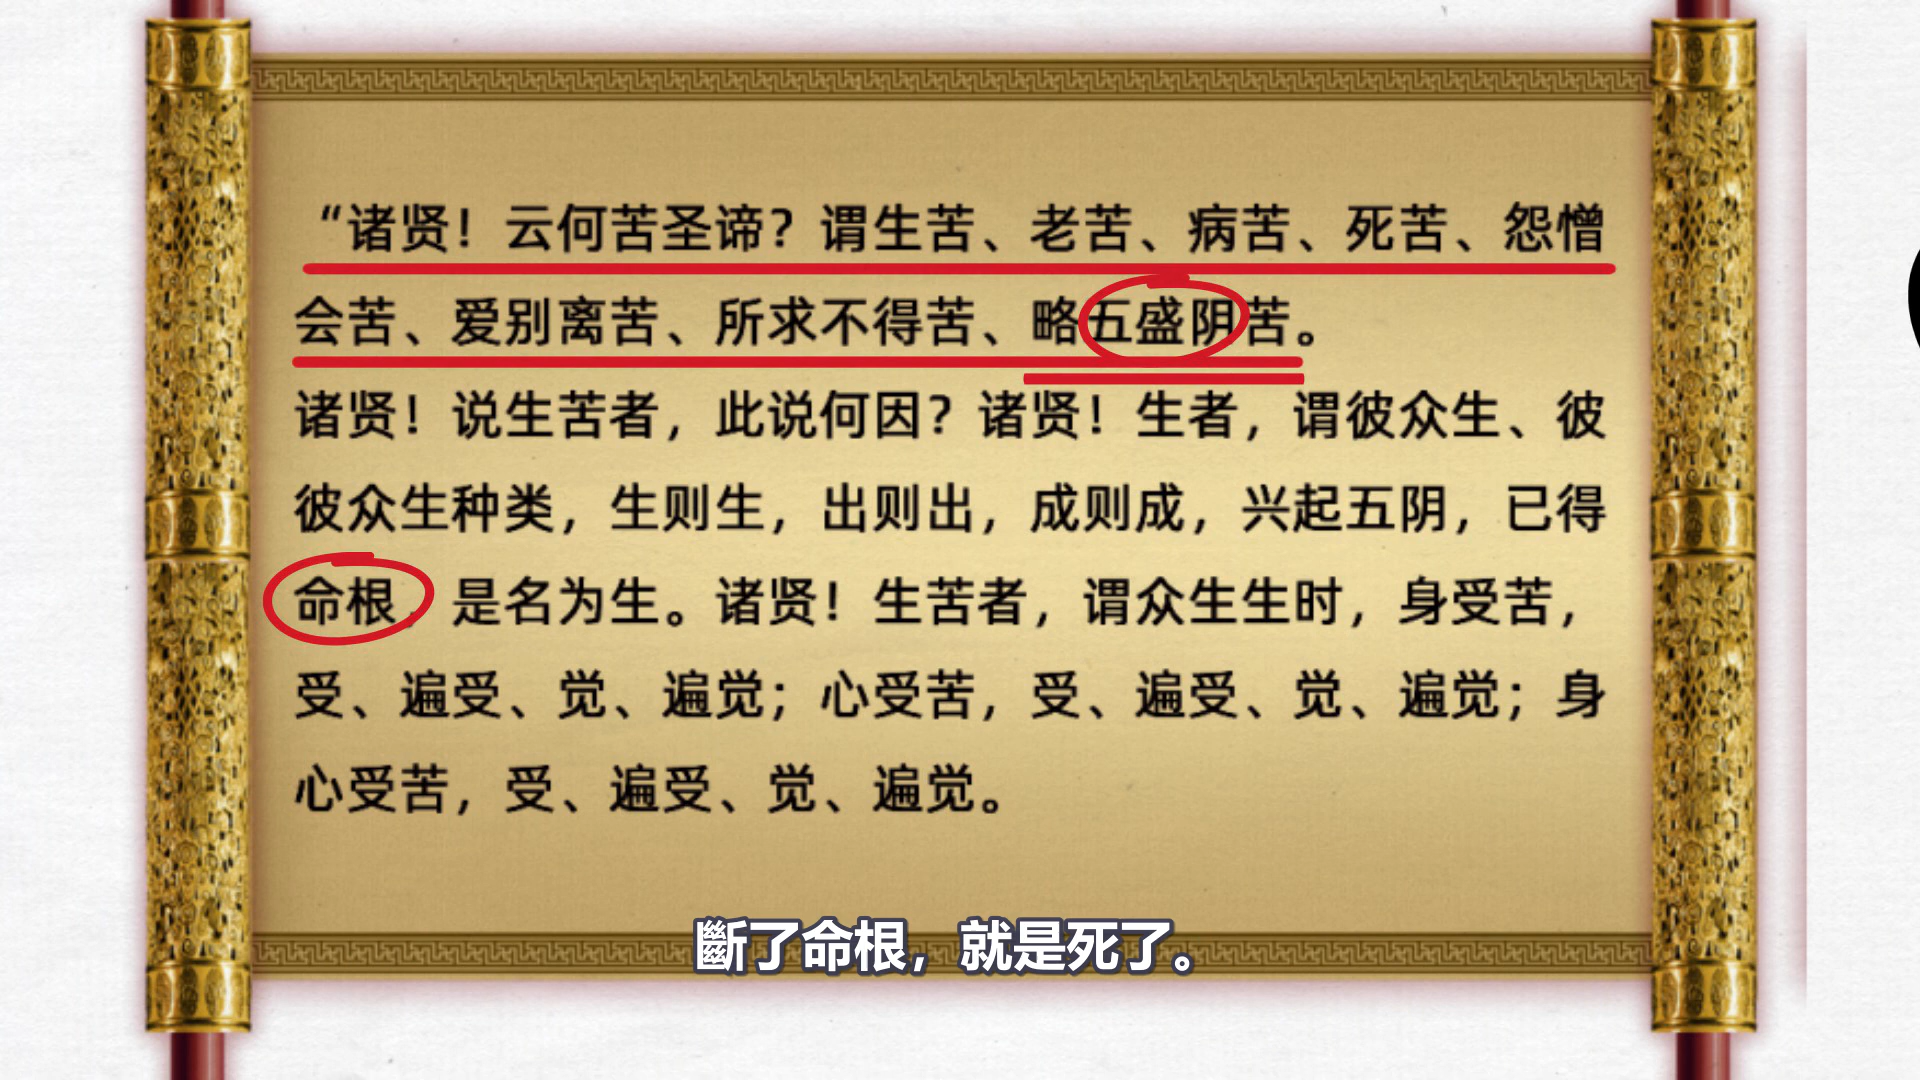 “诸贤！云何苦圣谛？谓生苦、老苦、病苦、死苦、怨憎
会苦、爱别离苦、所求不得苦、略五盛阴苦。
诸贤！说生苦者，此说何因？诸贤！生者，谓彼众生、彼
彼众生种类，生则生，出则出，成则成，兴起五阴，已得
命根，是名为生。诸贤！生苦者，谓众生生时，身受苦，
受、遍受、觉、遍觉；心受苦，受、遍受、觉、遍觉；身
心受苦，受、遍受、觉、遍觉。
斷了命根，就是死了。